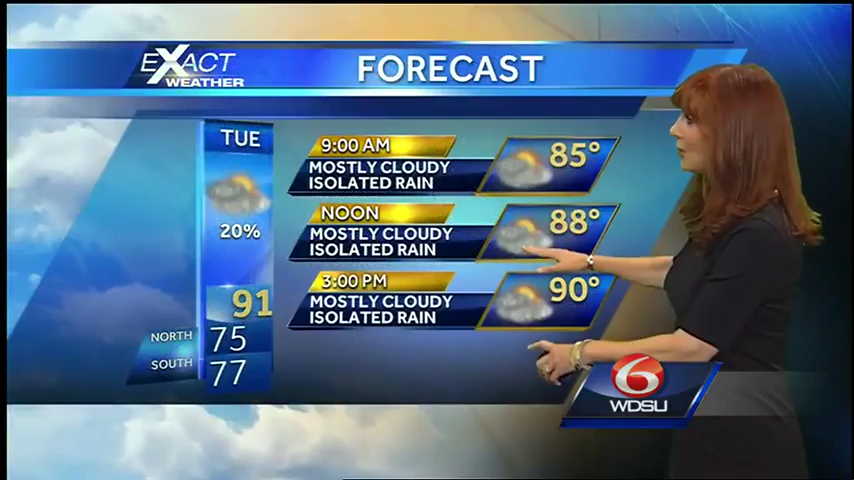 EXACT
WEATHER
FORECAST
TUE
20%
91
NORTH 75
SOUTH 77
9:00 AM
MOSTLY CLOUDY
ISOLATED RAIN
85°
NOON
MOSTLY CLOUDY
ISOLATED RAIN
88°
3:00 PM
MOSTLY CLOUDY
ISOLATED RAIN
90°
6
WDSU